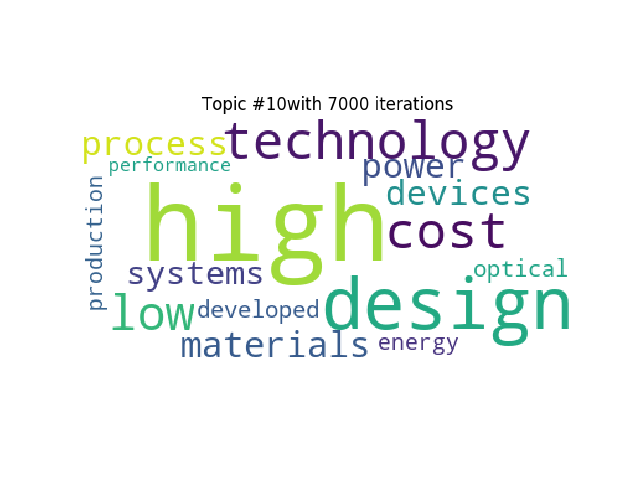 Topic #10with 7000 iterations
technology
process
power
performance
devices
production
high
cost
systems
optical
low
developed
design
materials
energy